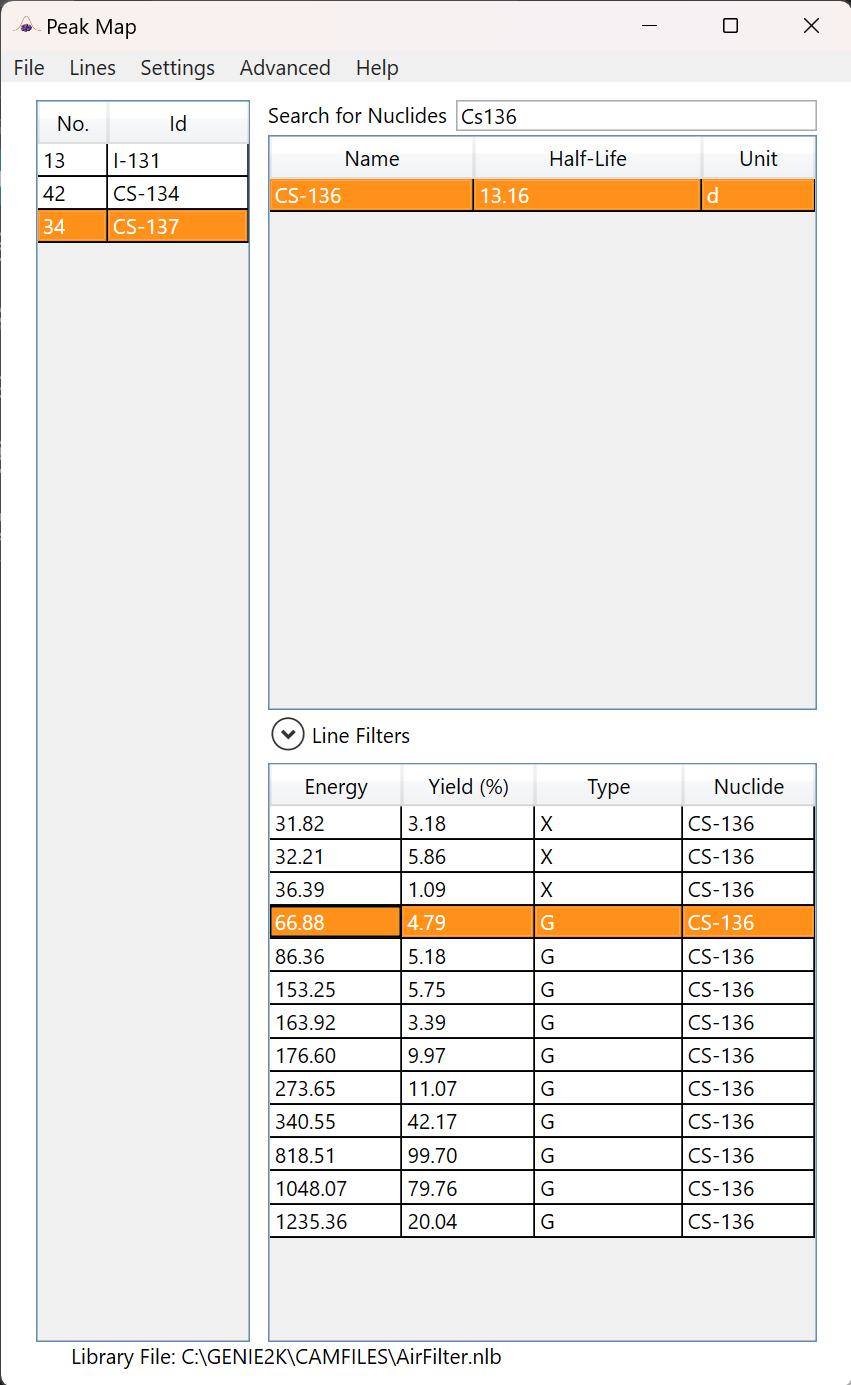 Peak Map
File Lines Settings Advanced Help
No. Id
13 I-131
42 CS-134
34 CS-137
Search for Nuclides Cs136
Name Half-Life Unit
CS-136 13.16 d
Line Filters
Energy Yield (%) Type Nuclide
31.82 3.18 X CS-136
32.21 5.86 X CS-136
36.39 1.09 X CS-136
66.88 4.79 G CS-136
86.36 5.18 G CS-136
153.25 5.75 G CS-136
163.92 3.39 G CS-136
176.60 9.97 G CS-136
273.65 11.07 G CS-136
340.55 42.17 G CS-136
818.51 99.70 G CS-136
1048.07 79.76 G CS-136
1235.36 20.04 G CS-136
Library File: C:\GENIE2K\CAMFILES\AirFilter.nlb